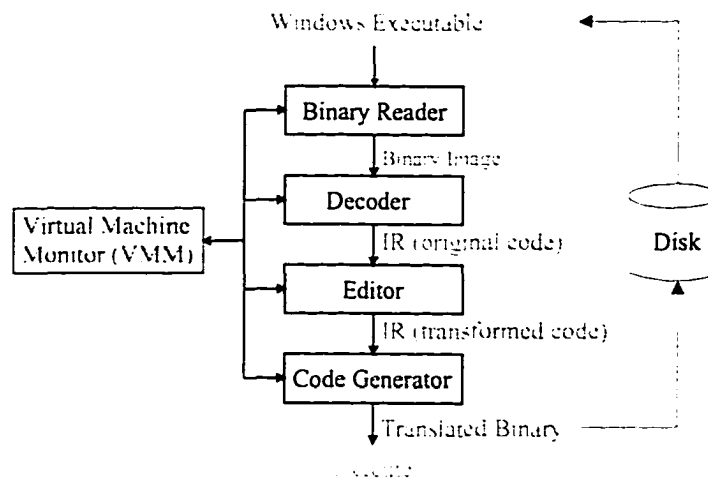 Windows Executable
Binary Reader
Binary Image
Decoder
Virtual Machine
Monitor (VMM)
IR (original code)
Disk
Editor
IR (transformed code)
Code Generator
Translated Binary